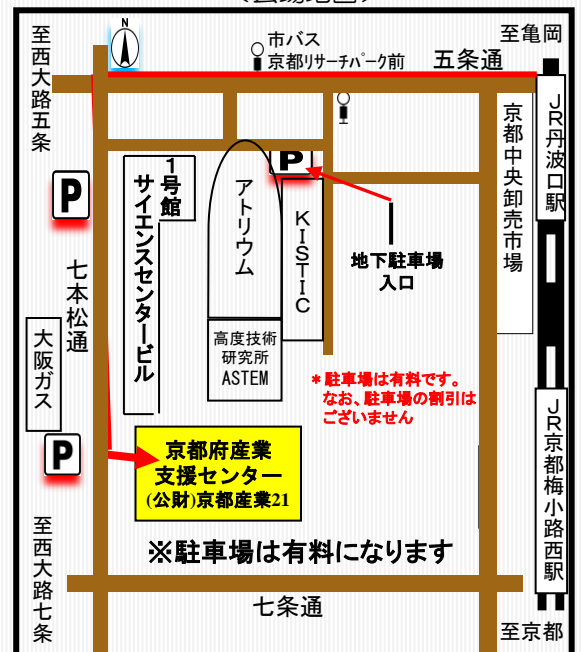 N
市バス
京都リサーチパーク前
五条通
至亀岡
至西大路五条
JR丹波口駅
京都中央卸売市場
P
P
1号館
サイエンスセンタービル
アトリウム
KISTIC
地下駐車場
入口
七本松通
大阪ガス
高度技術
研究所
ASTEM
*駐車場は有料です。
なお、駐車場の割引は
ございません
P
京都府産業
支援センター
(公財)京都産業21
JR京都梅小路西駅
※駐車場は有料になります
至西大路七条
七条通
至京都